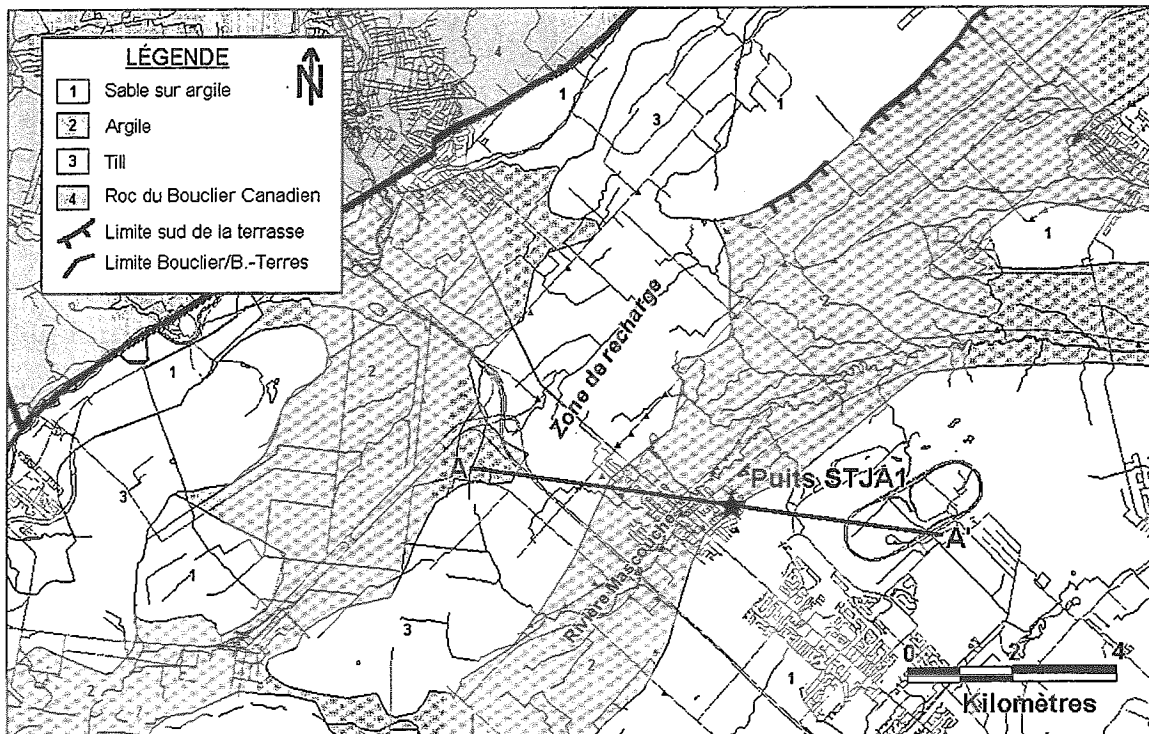 LÉGENDE
N
1 Sable sur argile
2 Argile
3 Till
4 Roc du Bouclier Canadien
Limite sud de la terrasse
Limite Bouclier/B.-Terres
4
1
3
1
1
2
2
1
3
1
3
2
2
1
Zone de recharge
A
Puits STJA1
A'
Rivière Mascouche
0 2 4
Kilomètres